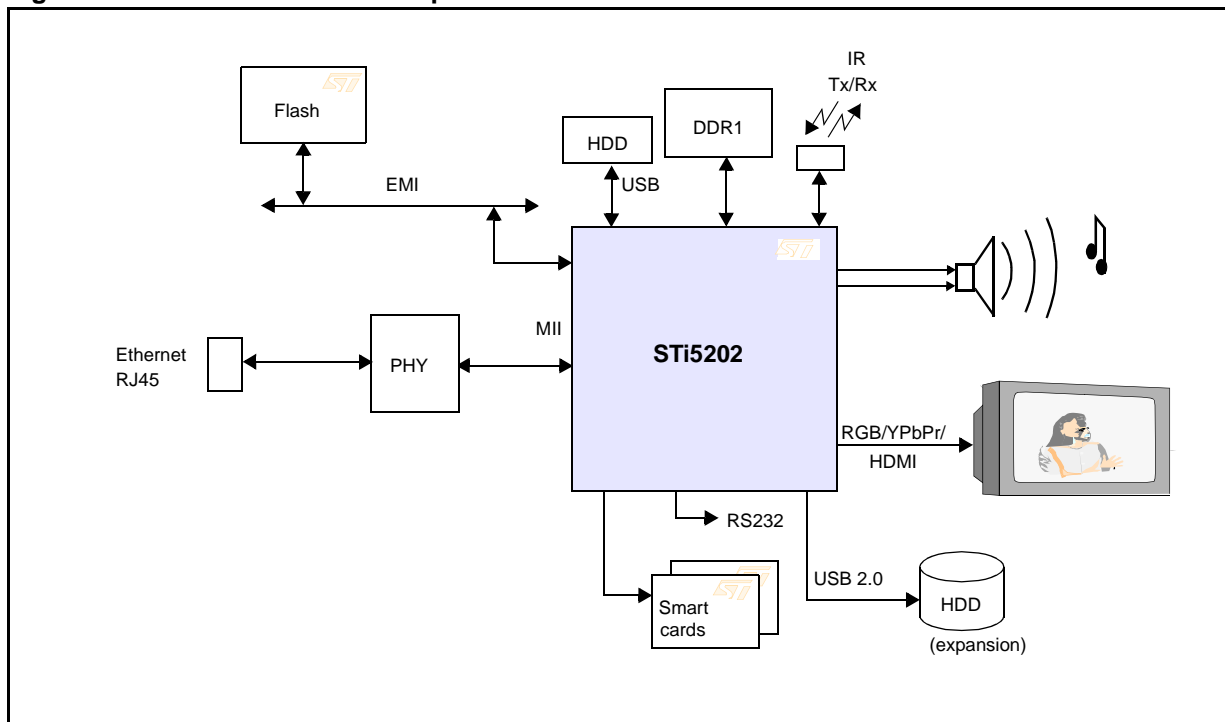 IR
Tx/Rx
Flash
HDD
DDR1
EMI
USB
MII
Ethernet
RJ45
PHY
STi5202
RGB/YPbPr/
HDMI
RS232
USB 2.0
Smart
cards
HDD
(expansion)